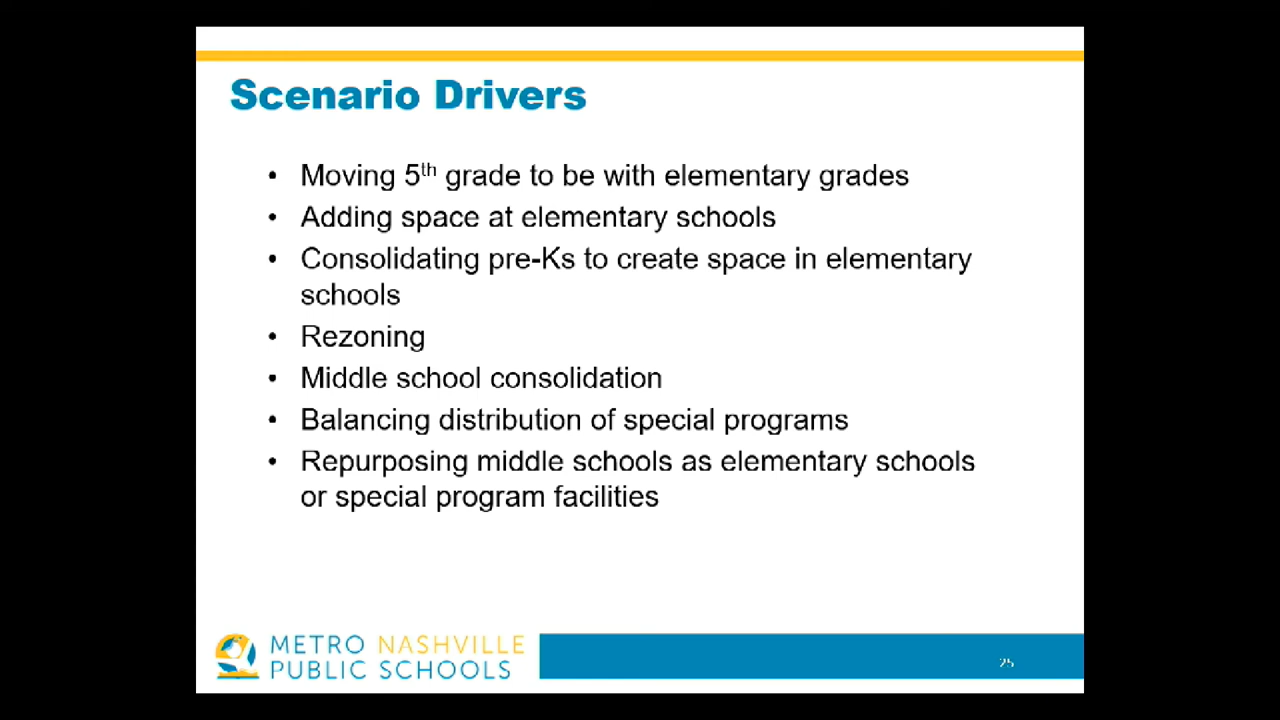 Scenario Drivers
• Moving 5th grade to be with elementary grades
• Adding space at elementary schools
• Consolidating pre-Ks to create space in elementary
schools
• Rezoning
• Middle school consolidation
• Balancing distribution of special programs
• Repurposing middle schools as elementary schools
or special program facilities
METRO NASHVILLE
PUBLIC SCHOOLS
25